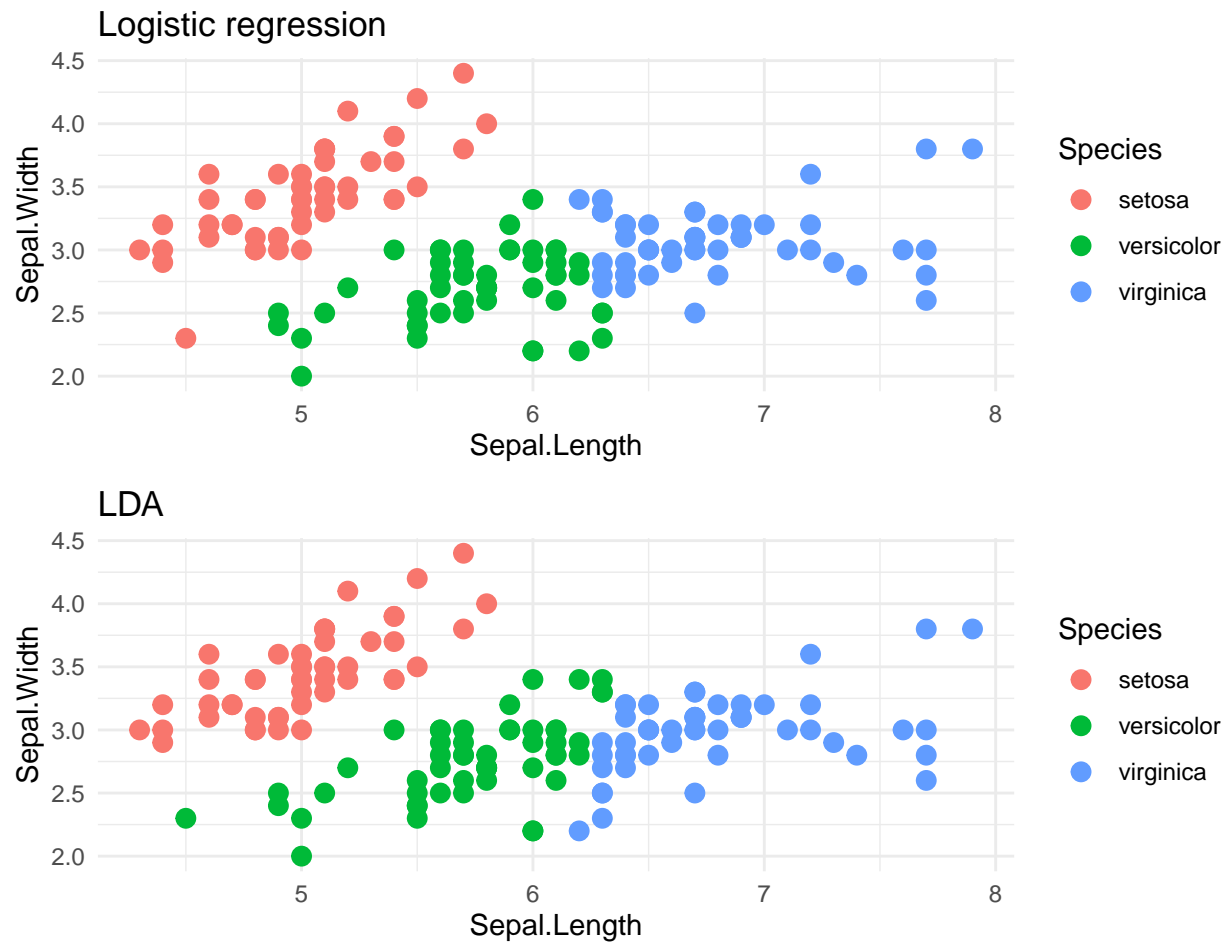 Logistic regression
4.5
4.0
3.5
3.0
2.5
2.0
Sepal.Width
5 6 7 8
Sepal.Length
Species
setosa
versicolor
virginica
LDA
4.5
4.0
3.5
3.0
2.5
2.0
Sepal.Width
5 6 7 8
Sepal.Length
Species
setosa
versicolor
virginica